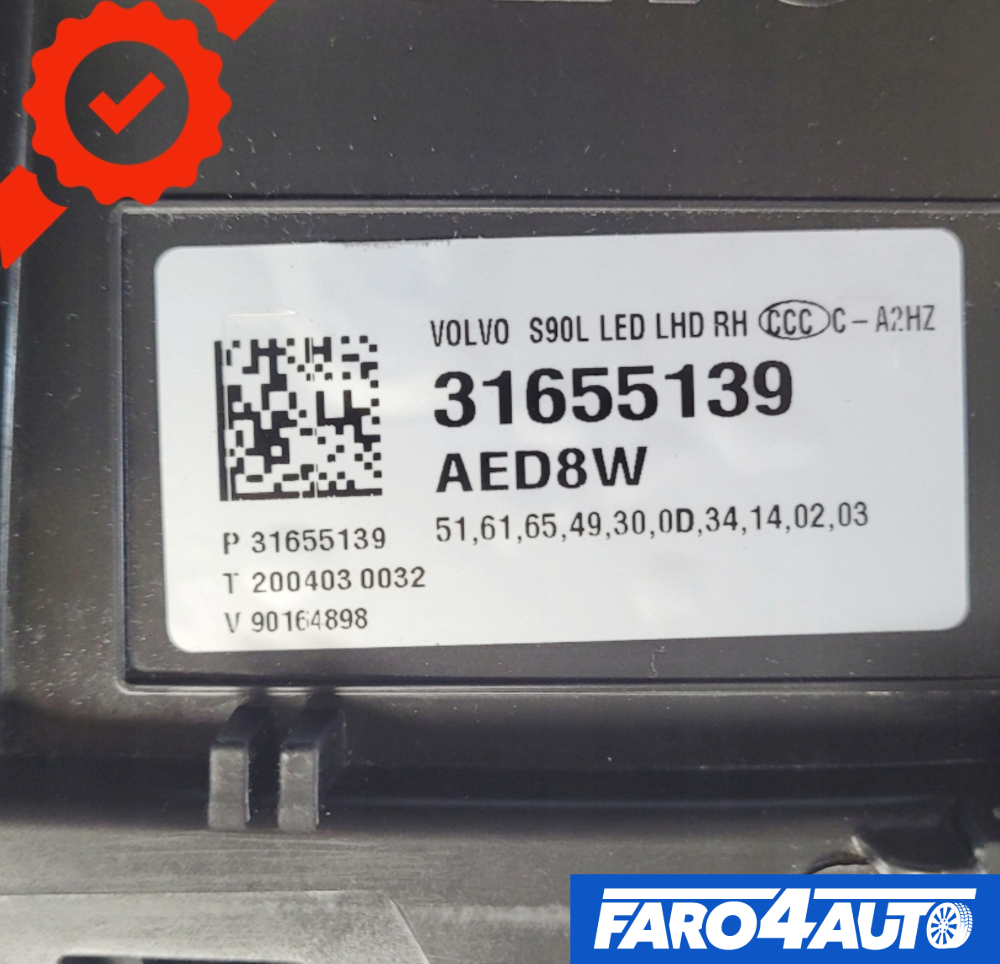 VOLVO S90L LED LHD RH CCC C-A2HZ
31655139
AED8W
51,61,65,49,30,0D,34,14,02,03
P 31655139
T 200403 0032
V 90164898
FARO4AUTO